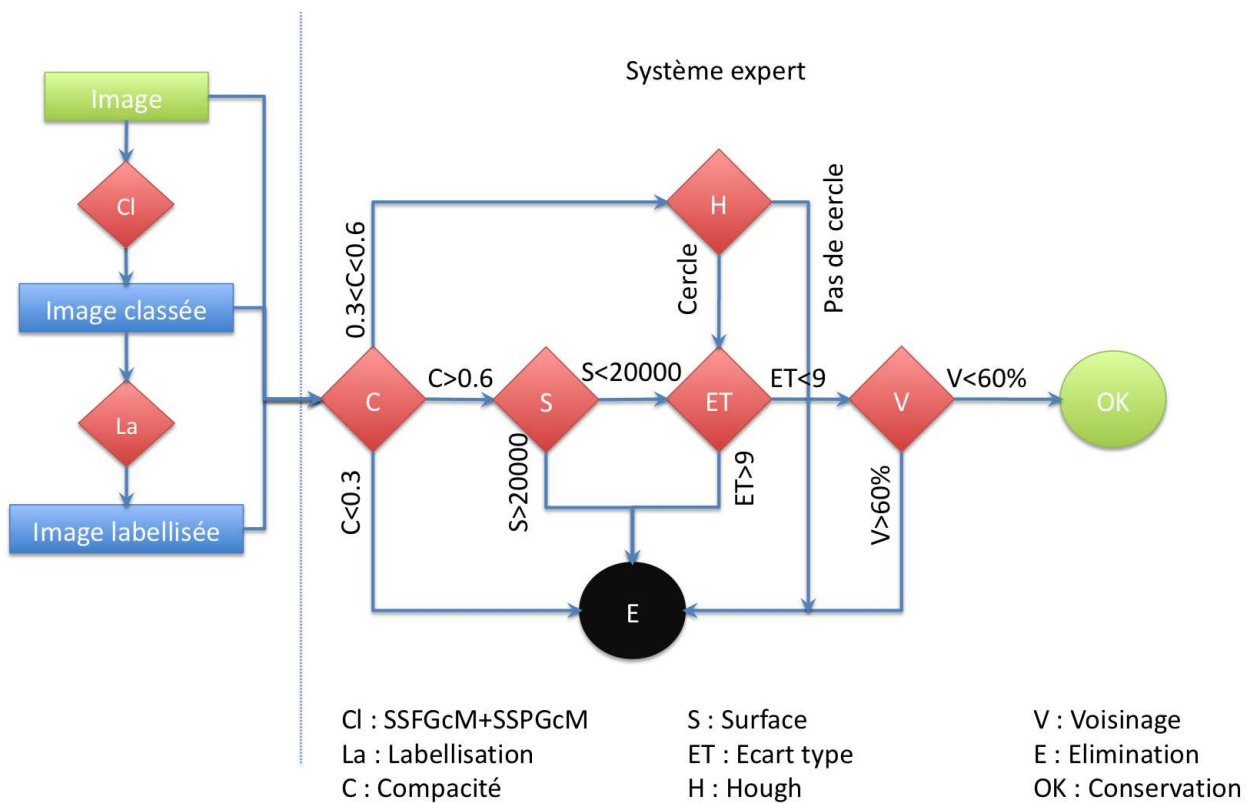 Système expert
Image
Cl
Image classée
La
Image labellisée
0.3<C<0.6
H
Cercle
Pas de cercle
C
C>0.6
S
S<20000
ET
ET<9
V
V<60%
OK
C<0.3
S>20000
ET>9
V>60%
E
Cl : SSFGcM+SSPGcM
La : Labellisation
C : Compacité
S : Surface
ET : Ecart type
H : Hough
V : Voisinage
E : Elimination
OK : Conservation